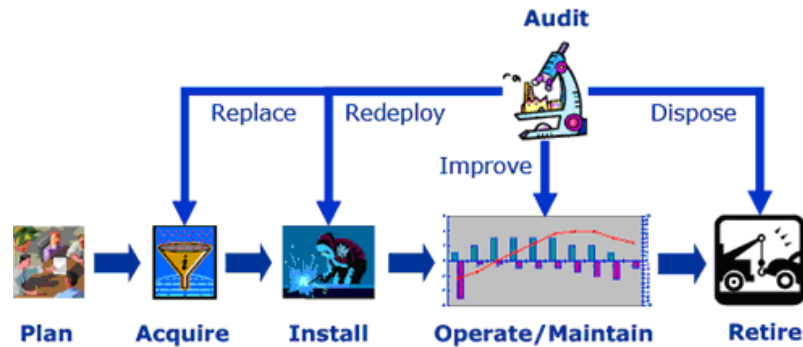 Audit
Replace
Redeploy
Dispose
Improve
i
Plan
Acquire
Install
Operate/Maintain
Retire